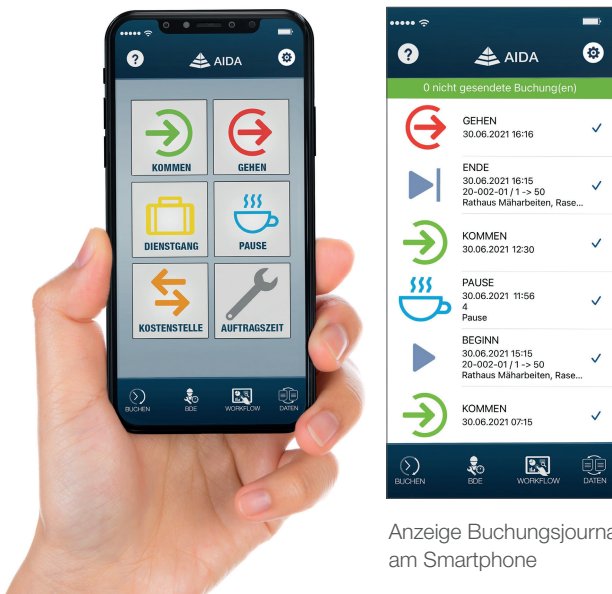 AIDA
KOMMEN
GEHEN
DIENSTGANG
PAUSE
KOSTENSTELLE
AUFTRAGSZEIT
BUCHEN
BDE
WORKFLOW
DATEN
?
AIDA
0 nicht gesendete Buchung(en)
GEHEN
30.06.2021 16:16
ENDE
30.06.2021 16:15
20-002-01 / 1 -> 50
Rathaus Mäharbeiten, Rase...
KOMMEN
30.06.2021 12:30
PAUSE
30.06.2021 11:56
4
Pause
BEGINN
30.06.2021 15:15
20-002-01 / 1 -> 50
Rathaus Mäharbeiten, Rase...
KOMMEN
30.06.2021 07:15
BUCHEN
BDE
WORKFLOW
DATEN
Anzeige Buchungsjourna
am Smartphone